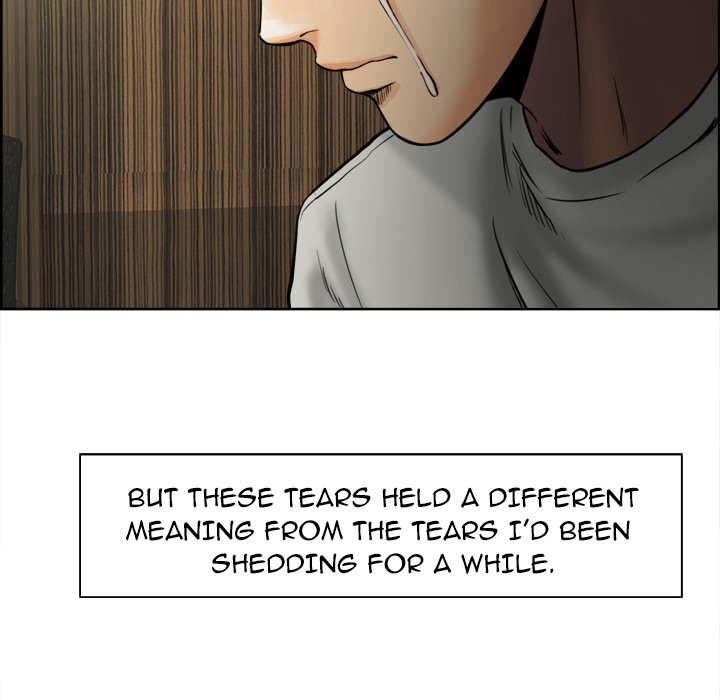 BUT THESE TEARS HELD A DIFFERENT
MEANING FROM THE TEARS I'D BEEN
SHEDDING FOR A WHILE.